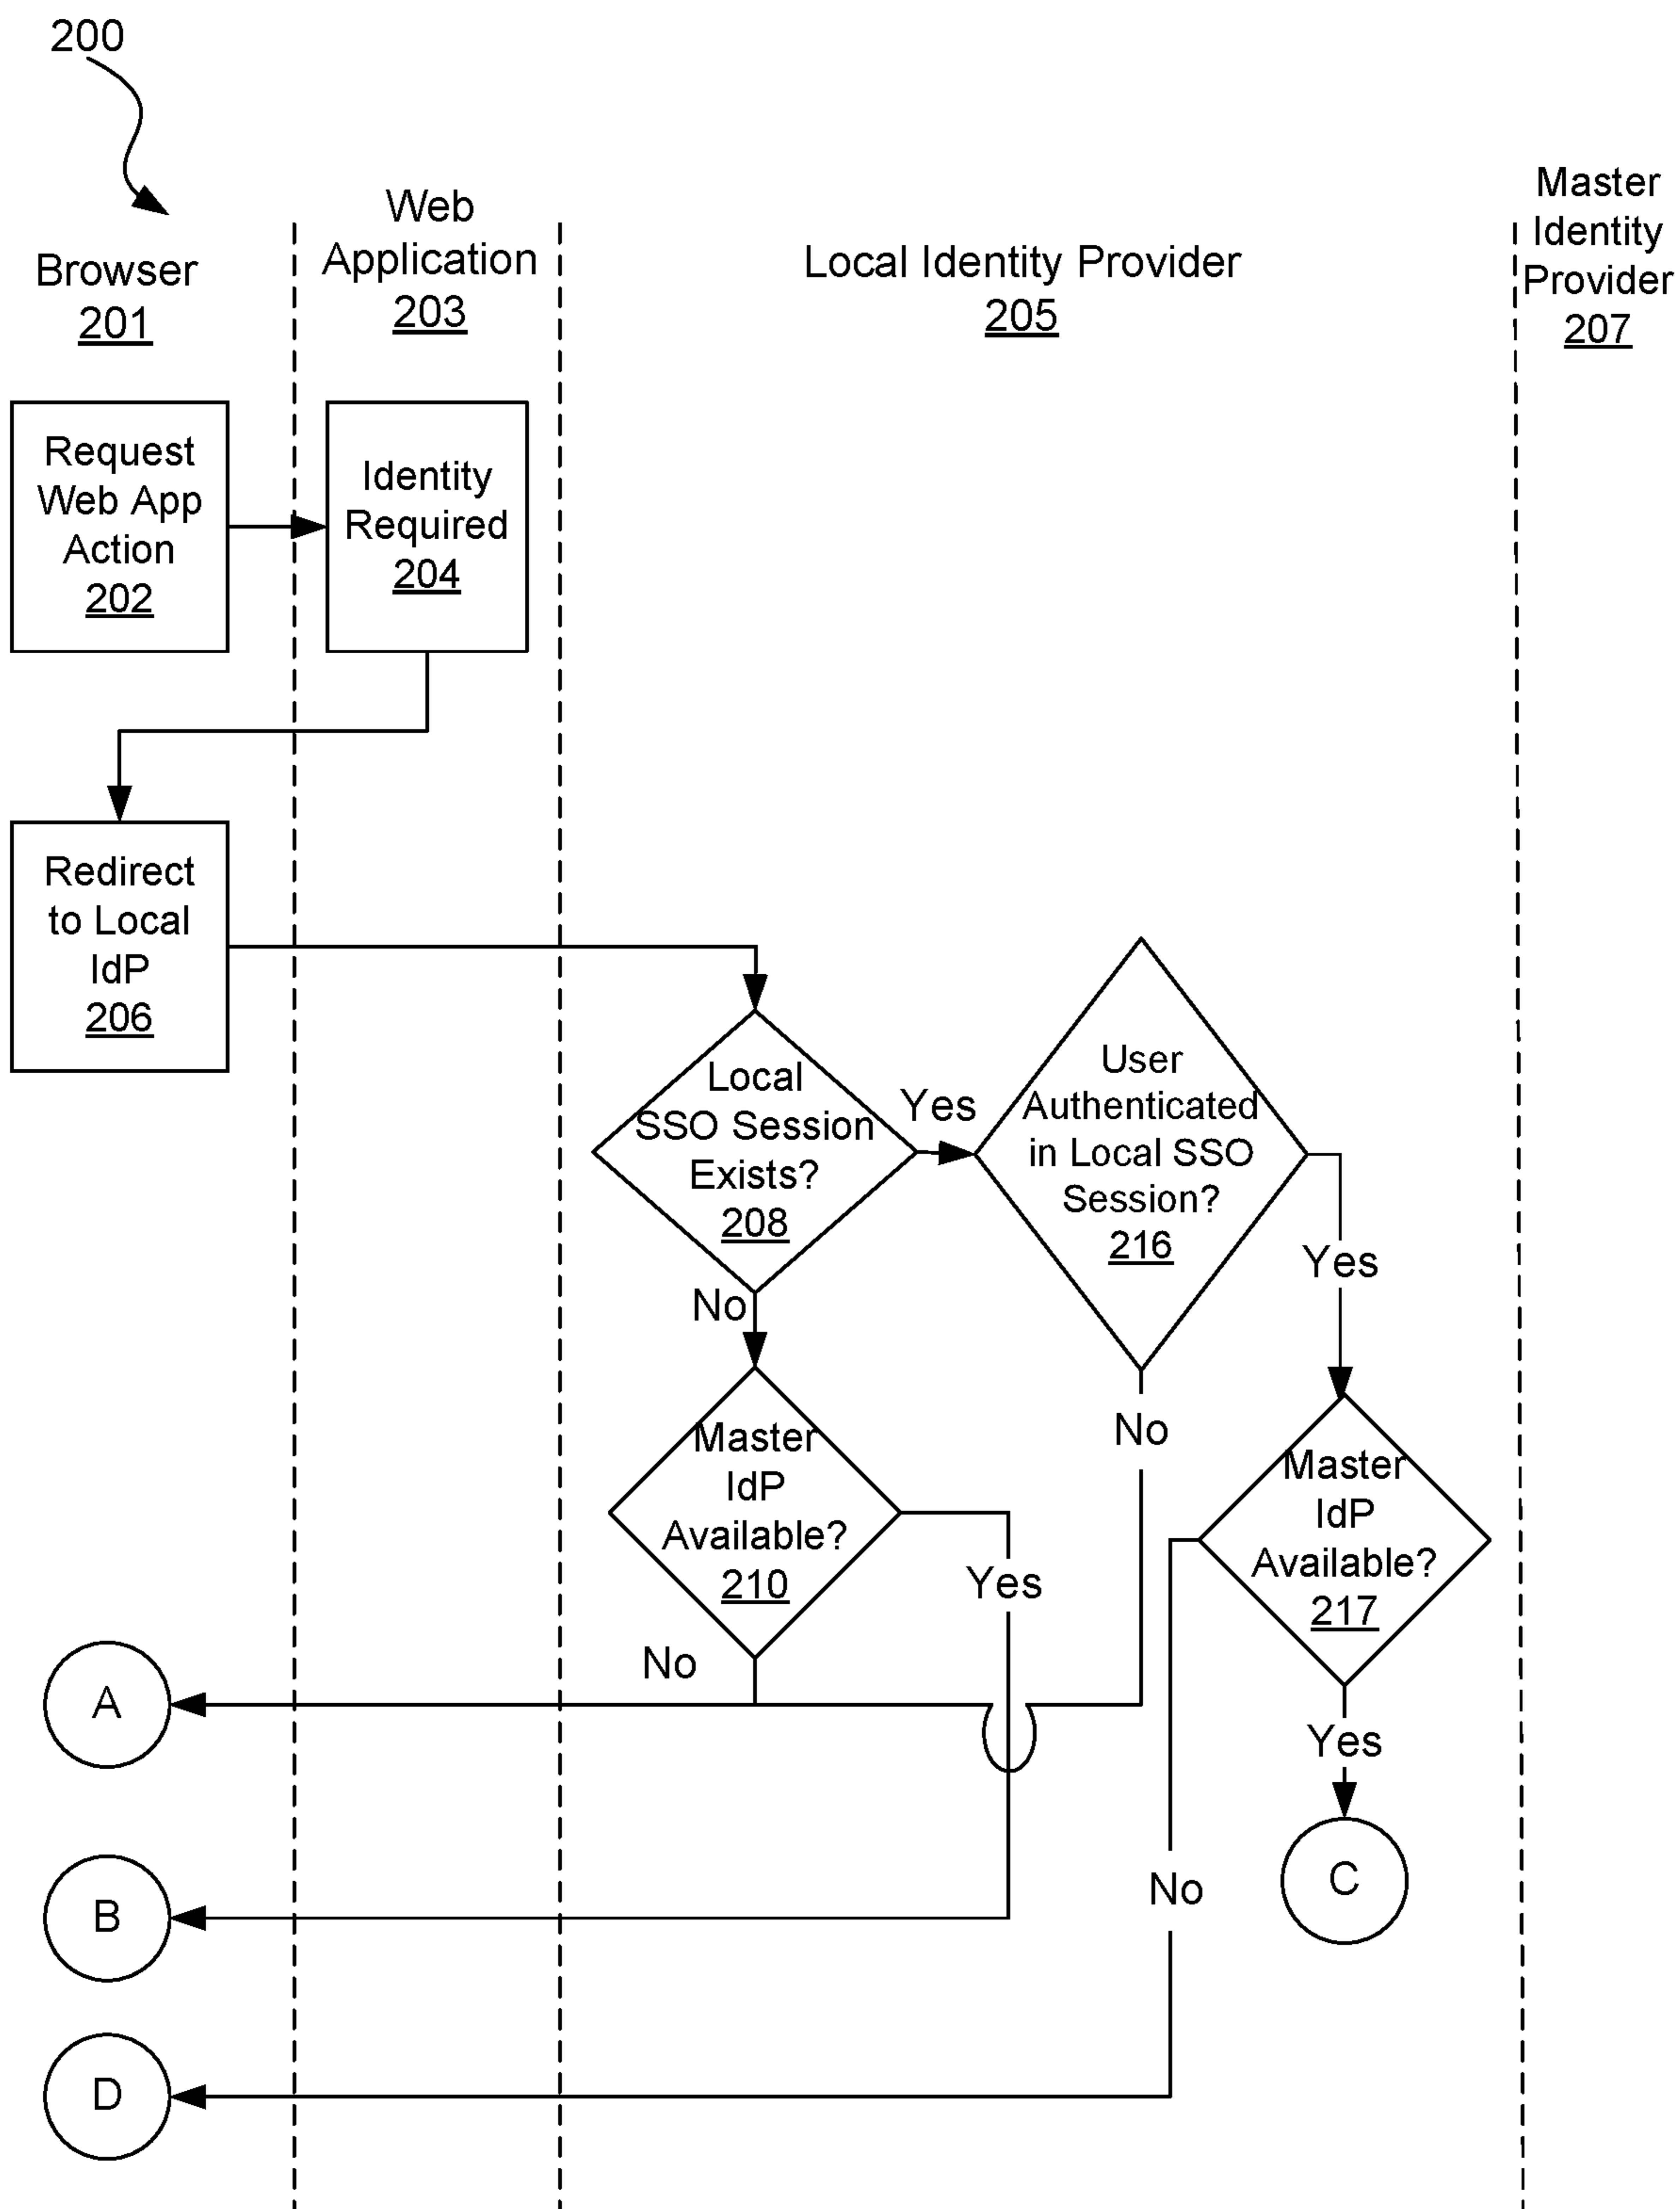 200
Browser
201
Web
Application
203
Local Identity Provider
205
Master
Identity
Provider
207
Request
Web App
Action
202
Identity
Required
204
Redirect
to Local
IdP
206
Local
SSO Session
Exists?
208
Yes
No
User
Authenticated
in Local SSO
Session?
216
Yes
No
Master
IdP
Available?
210
Yes
No
Master
IdP
Available?
217
Yes
No
A
B
C
D